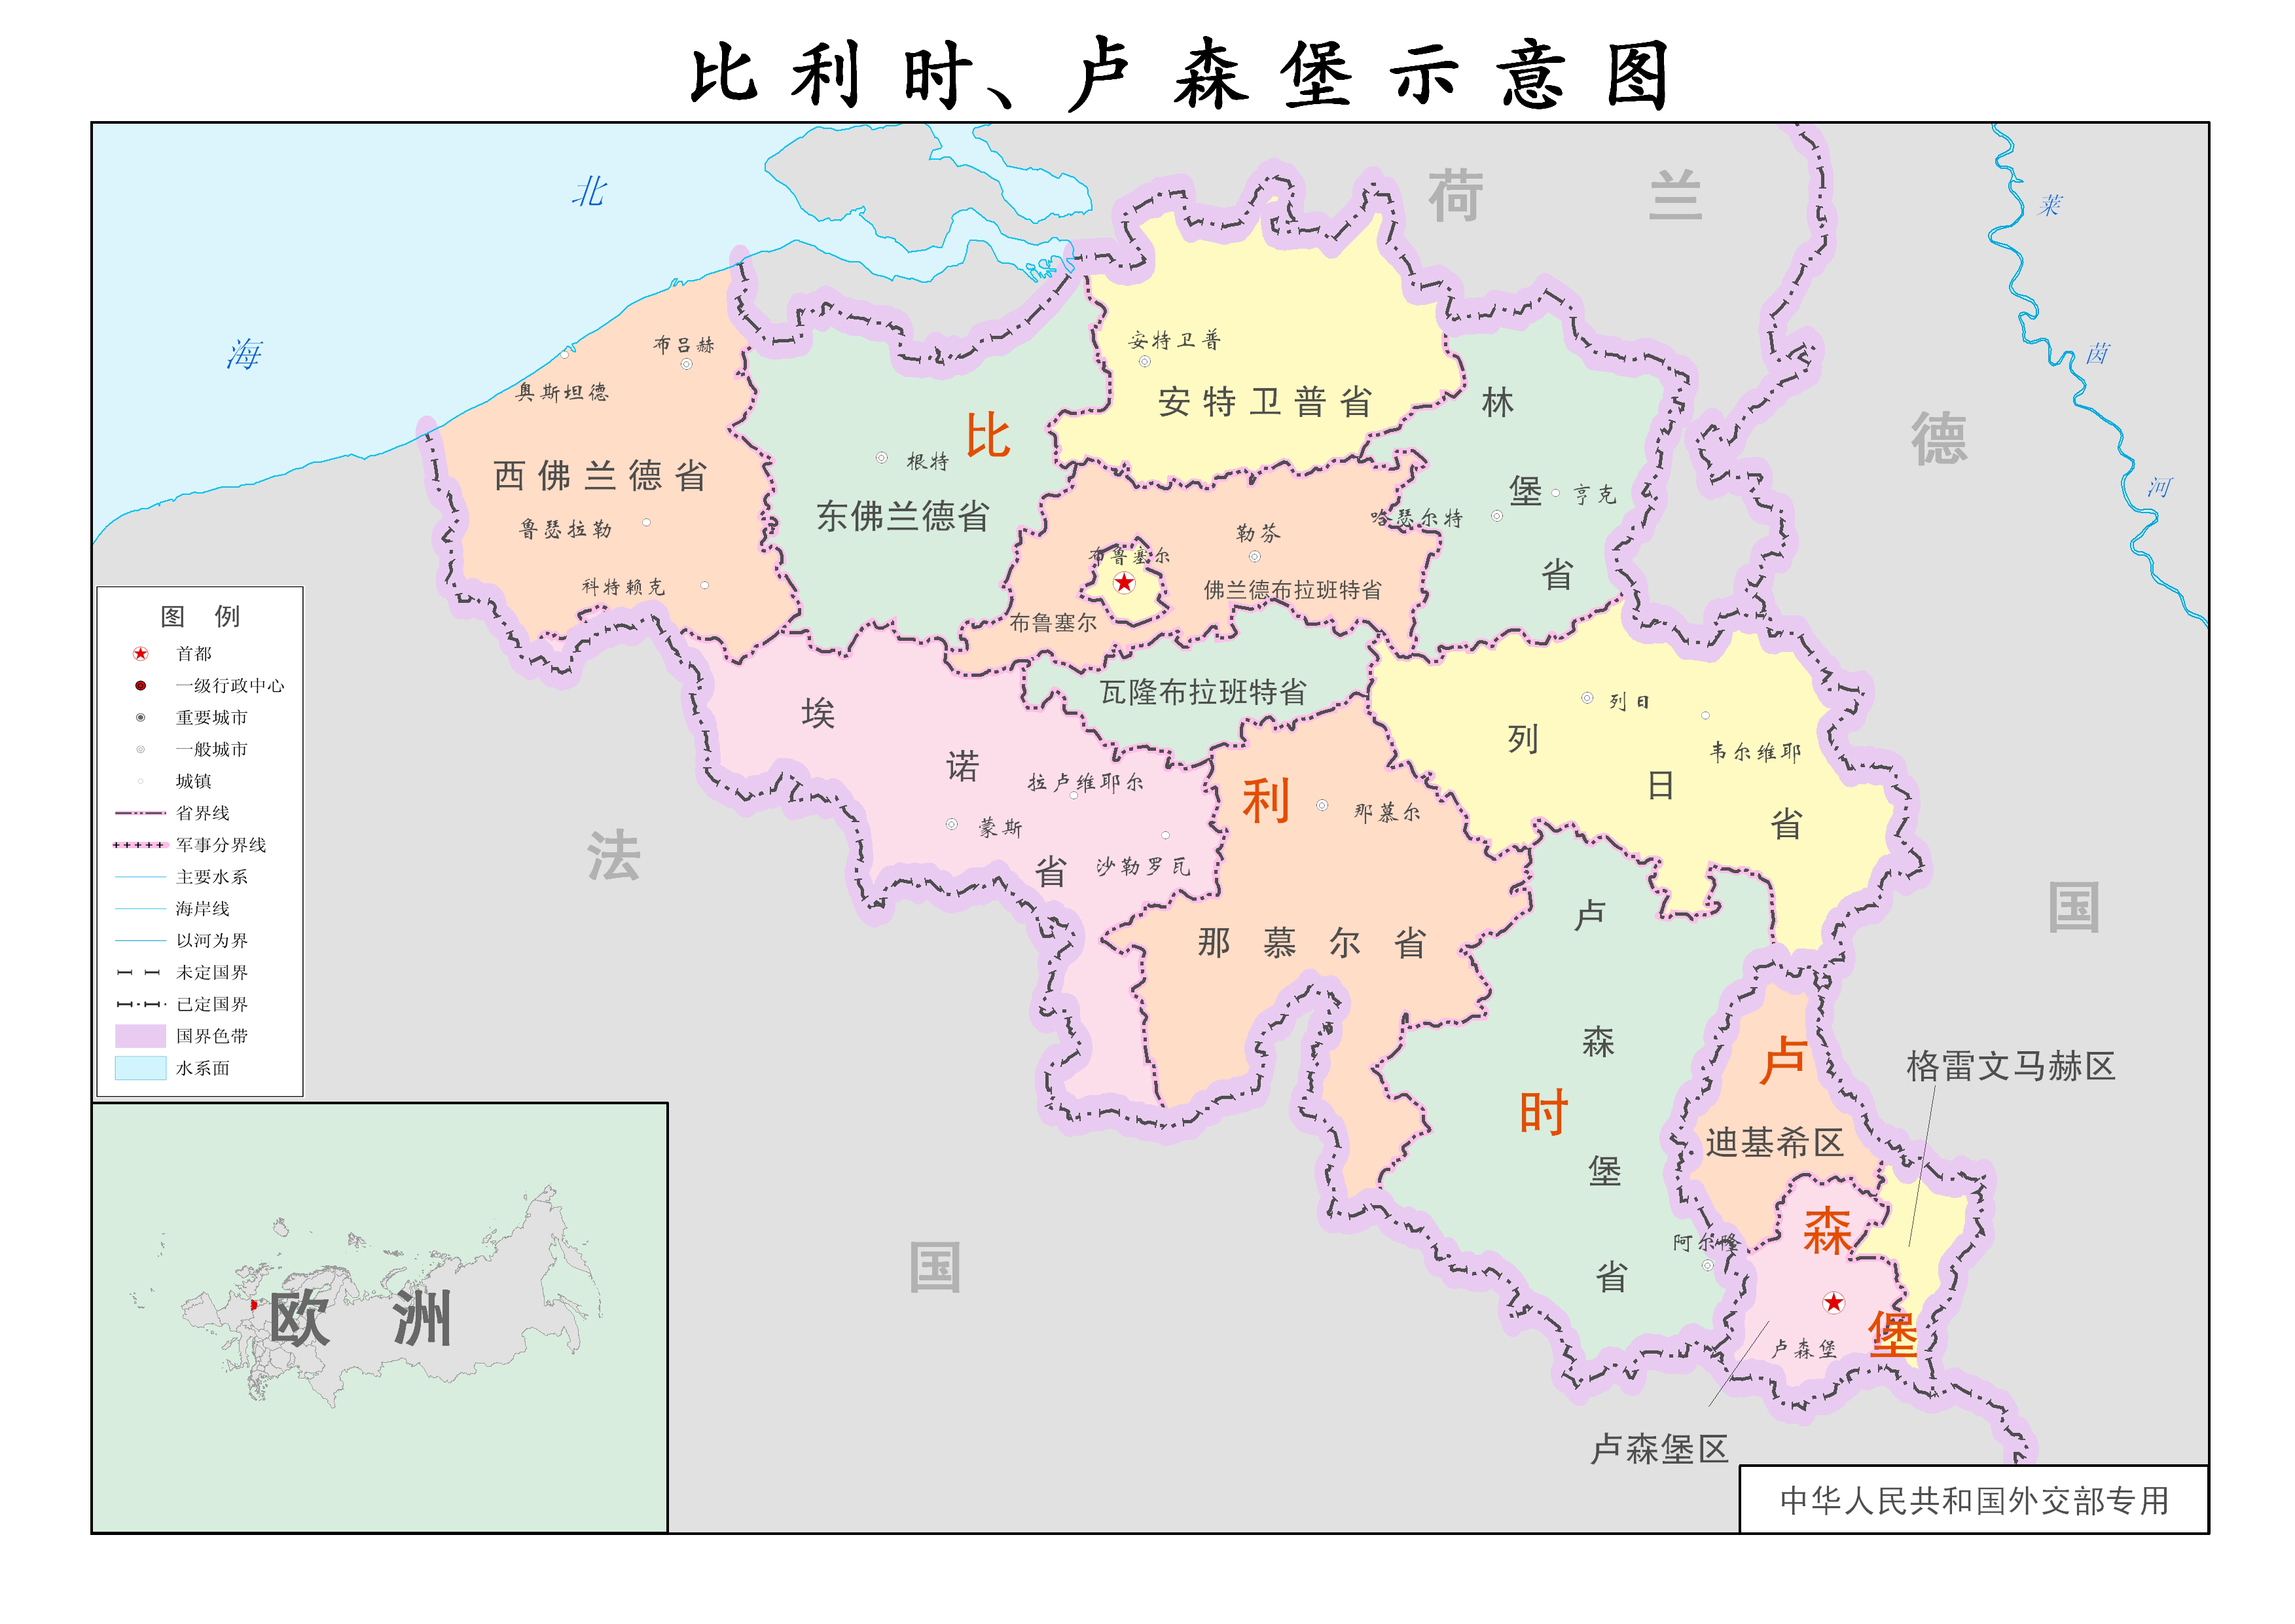 比利时、卢森堡示意图
北
海
荷兰
莱
茵
河
德
国
法
国
布吕赫
奥斯坦德
西佛兰德省
鲁瑟拉勒
科特赖克
比
根特
东佛兰德省
安特卫普
安特卫普省
林
堡
省
亨克
哈瑟尔特
勒芬
布鲁塞尔
佛兰德布拉班特省
布鲁塞尔
瓦隆布拉班特省
埃
诺
省
拉卢维耶尔
蒙斯
沙勒罗瓦
利
那慕尔
那慕尔省
列日
韦尔维耶
列
日
省
卢
森
堡
省
时
阿尔隆
卢
迪基希区
格雷文马赫区
森
堡
卢森堡
卢森堡区
图例
首都
一级行政中心
重要城市
一般城市
城镇
省界线
军事分界线
主要水系
海岸线
以河为界
未定国界
已定国界
国界色带
水系面
欧洲
中华人民共和国外交部专用